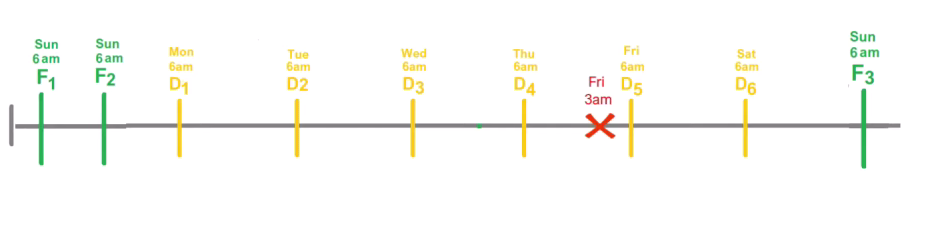 Sun
6am
F1
Sun
6am
F2
Mon
6am
D1
Tue
6am
D2
Wed
6am
D3
Thu
6am
D4
Fri
3am
Fri
6am
D5
Sat
6am
D6
Sun
6am
F3